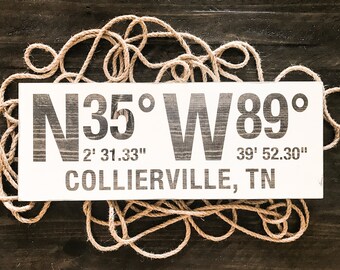 N35° W89°
2' 31.33" 39' 52.30"
COLLIERVILLE, TN